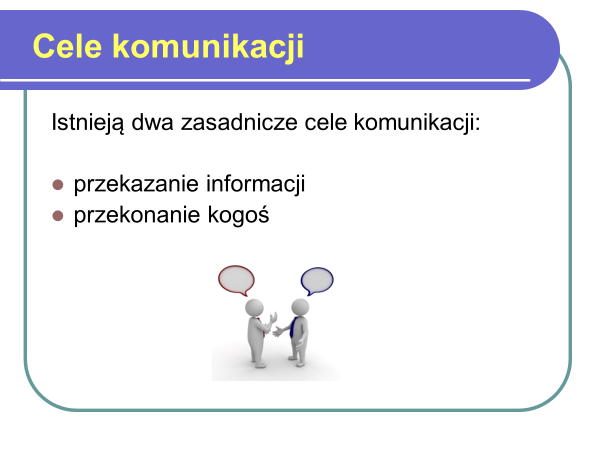 Cele komunikacji
Istnieją dwa zasadnicze cele komunikacji:
przekazanie informacji
przekonanie kogoś